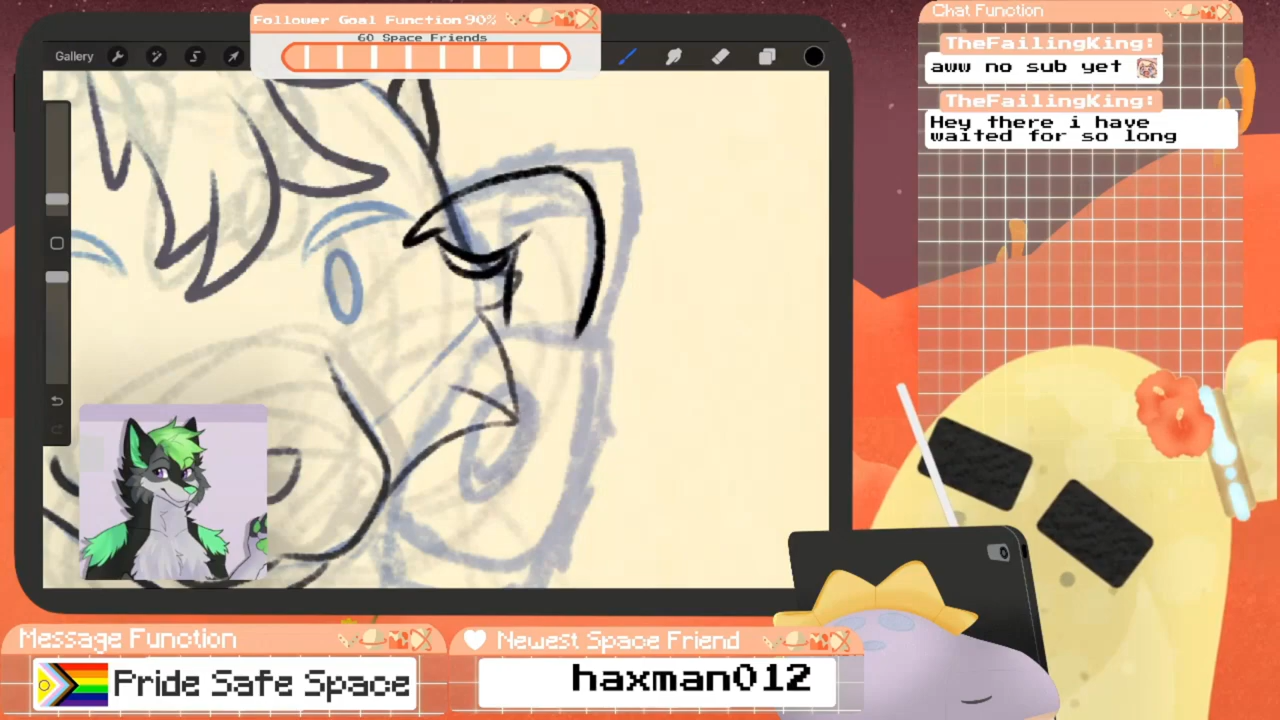 Follower Goal Function 90%
60 Space Friends
Gallery
Chat Function
TheFailingKing:
aww no sub yet
TheFailingKing:
Hey there i have
waited for so long
Message Function
Pride Safe Space
Newest Space Friend
haxman012